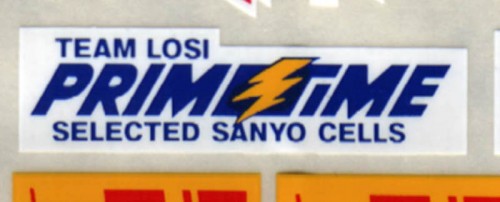 TEAM LOSI
PRIMETIME
SELECTED SANYO CELLS